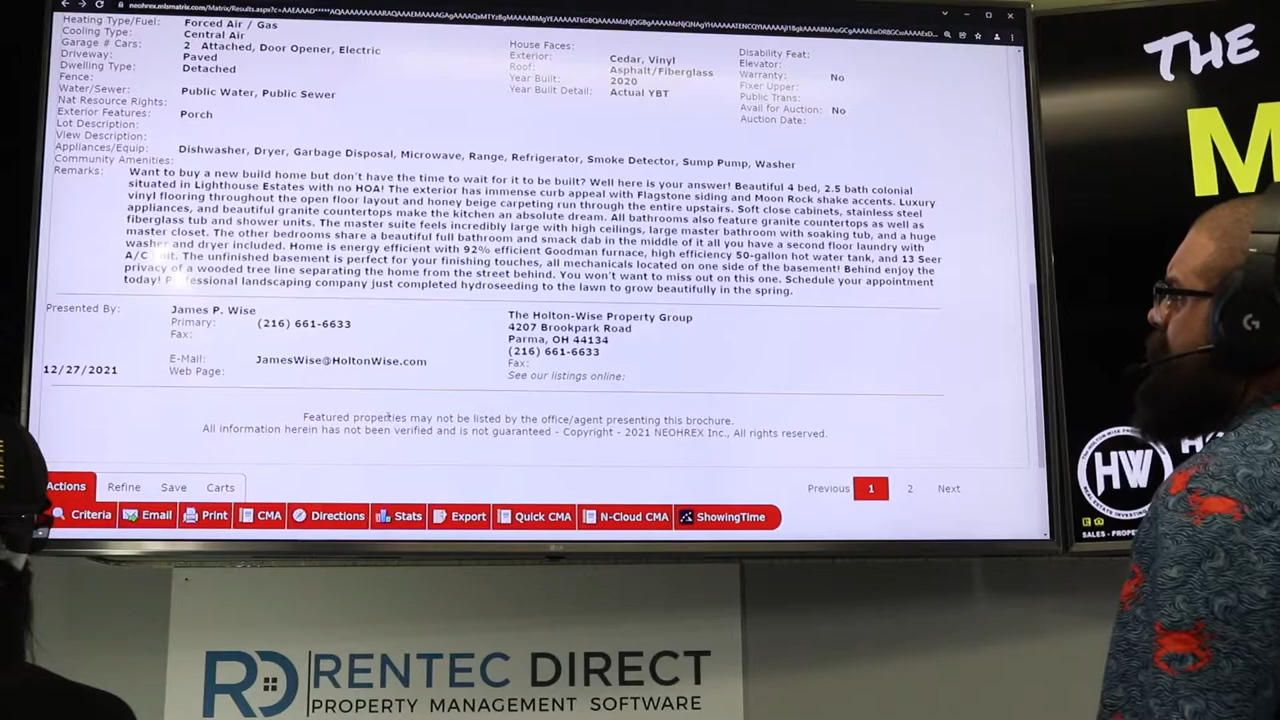 neohrex.mlsmatrix.com/Matrix/Results.aspx?c=
THE
M
Heating Type/Fuel: Forced Air / Gas
Cooling Type: Central Air
Garage # Cars: 2 Attached, Door Opener, Electric
Driveway: Paved
Dwelling Type: Detached
Fence:
Water/Sewer: Public Water, Public Sewer
Nat Resource Rights:
Exterior Features: Porch
Lot Description:
View Description:
Appliances/Equip: Dishwasher, Dryer, Garbage Disposal, Microwave, Range, Refrigerator, Smoke Detector, Sump Pump, Washer
Community Amenities:
House Faces:
Exterior: Cedar, Vinyl
Roof: Asphalt/Fiberglass
Year Built: 2020
Year Built Detail: Actual YBT
Disability Feat:
Elevator:
Warranty: No
Fixer Upper:
Public Trans:
Avail for Auction: No
Auction Date:
Remarks: Want to buy a new build home but don't have the time to wait for it to be built? Well here is your answer! Beautiful 4 bed, 2.5 bath colonial
situated in Lighthouse Estates with no HOA! The exterior has immense curb appeal with Flagstone siding and Moon Rock shake accents. Luxury
vinyl flooring throughout the open floor layout and honey beige carpeting run through the entire upstairs. Soft close cabinets, stainless steel
appliances, and beautiful granite countertops make the kitchen an absolute dream. All bathrooms also feature granite countertops as well as
fiberglass tub and shower units. The master suite feels incredibly large with high ceilings, large master bathroom with soaking tub, and a huge
master closet. The other bedrooms share a beautiful full bathroom and smack dab in the middle of it all you have a second floor laundry with
washer and dryer included. Home is energy efficient with 92% efficient Goodman furnace, high efficiency 50-gallon hot water tank, and 13 Seer
A/C unit. The unfinished basement is perfect for your finishing touches, all mechanicals located on one side of the basement! Behind enjoy the
privacy of a wooded tree line separating the home from the street behind. You won't want to miss out on this one. Schedule your appointment
today! Professional landscaping company just completed hydroseeding to the lawn to grow beautifully in the spring.
Presented By: James P. Wise
Primary: (216) 661-6633
Fax:
E-Mail: JamesWise@HoltonWise.com
Web Page:
12/27/2021
The Holton-Wise Property Group
4207 Brookpark Road
Parma, OH 44134
(216) 661-6633
Fax:
See our listings online:
Featured properties may not be listed by the office/agent presenting this brochure.
All information herein has not been verified and is not guaranteed - Copyright - 2021 NEOHREX Inc., All rights reserved.
Actions Refine Save Carts
Previous 1 2 Next
Criteria Email Print CMA Directions Stats Export Quick CMA N-Cloud CMA ShowingTime
HW
SALES - PROPE
RD RENTEC DIRECT
PROPERTY MANAGEMENT SOFTWARE